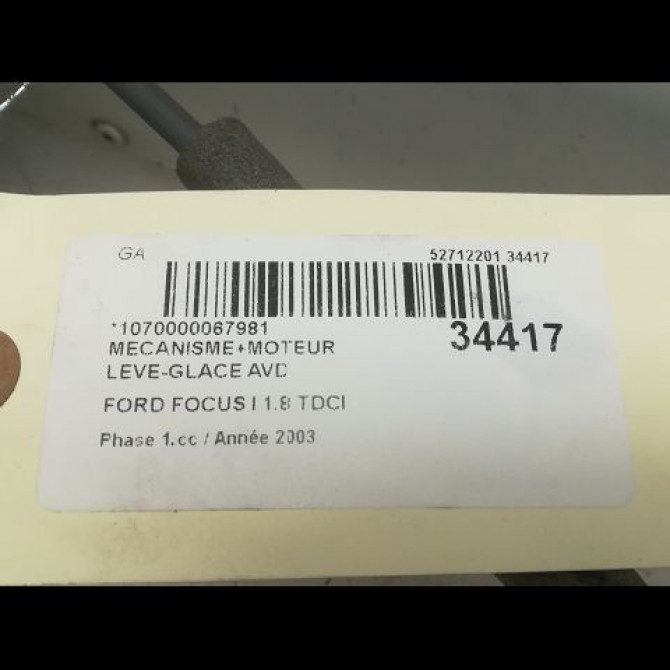 GA 52712201 34417
*1070000067981 34417
MECANISME+MOTEUR
LEVE-GLACE AVD
FORD FOCUS I 1.8 TDCI
Phase 1.cc / Année 2003